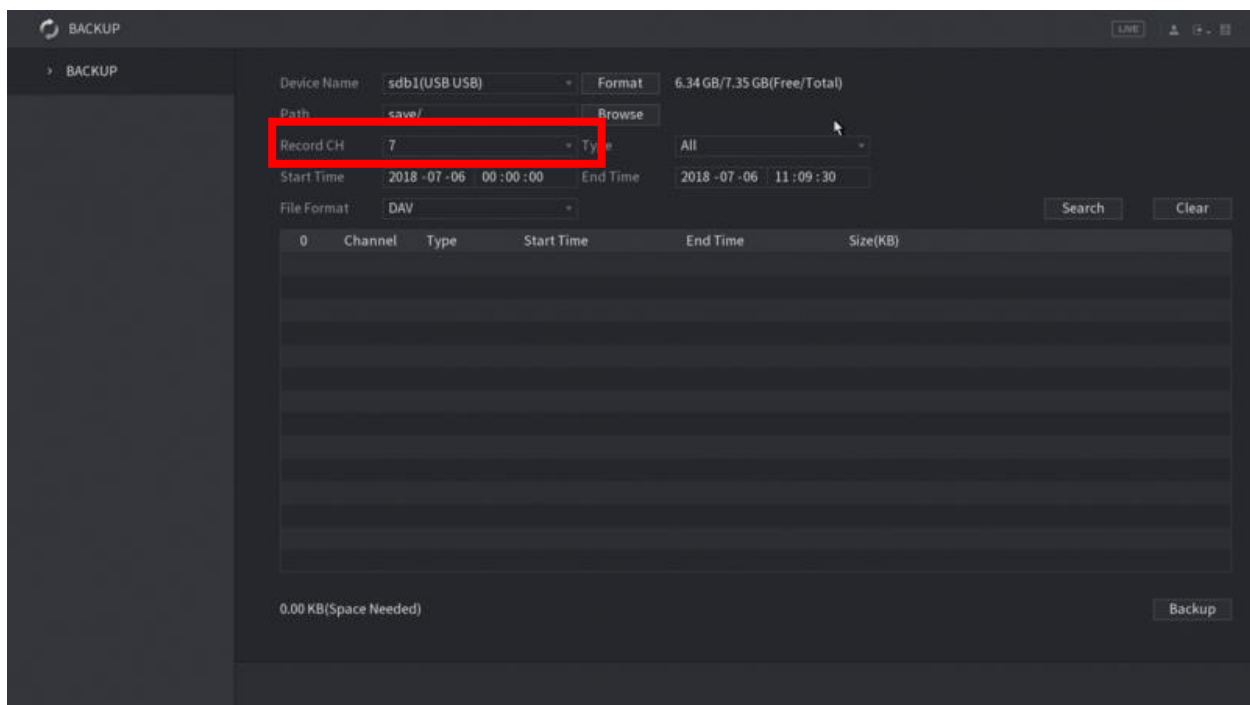 BACKUP
LIVE
BACKUP
Device Name sdb1(USB USB) Format 6.34 GB/7.35 GB(Free/Total)
Path save/ Browse
Record CH 7 Type All
Start Time 2018 -07 -06 00 : 00 : 00 End Time 2018 -07 -06 11 : 09 : 30
File Format DAV Search Clear
0 Channel Type Start Time End Time Size(KB)
0.00 KB(Space Needed) Backup